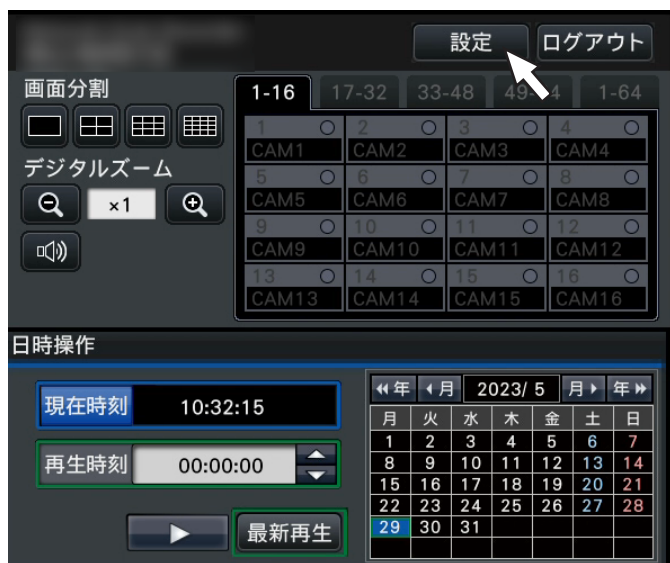 設定 ログアウト
画面分割
1-16 17-32 33-48 49- 4 1-64
1 2 3 4
CAM1 CAM2 CAM3 CAM4
デジタルズーム
5 6 7 8
CAM5 CAM6 CAM7 CAM8
×1
9 10 11 12
CAM9 CAM10 CAM11 CAM12
13 14 15 16
CAM13 CAM14 CAM15 CAM16
日時操作
現在時刻 10:32:15
再生時刻 00:00:00
最新再生
年 月 2023/ 5 月 年
月 火 水 木 金 土 日
1 2 3 4 5 6 7
8 9 10 11 12 13 14
15 16 17 18 19 20 21
22 23 24 25 26 27 28
29 30 31